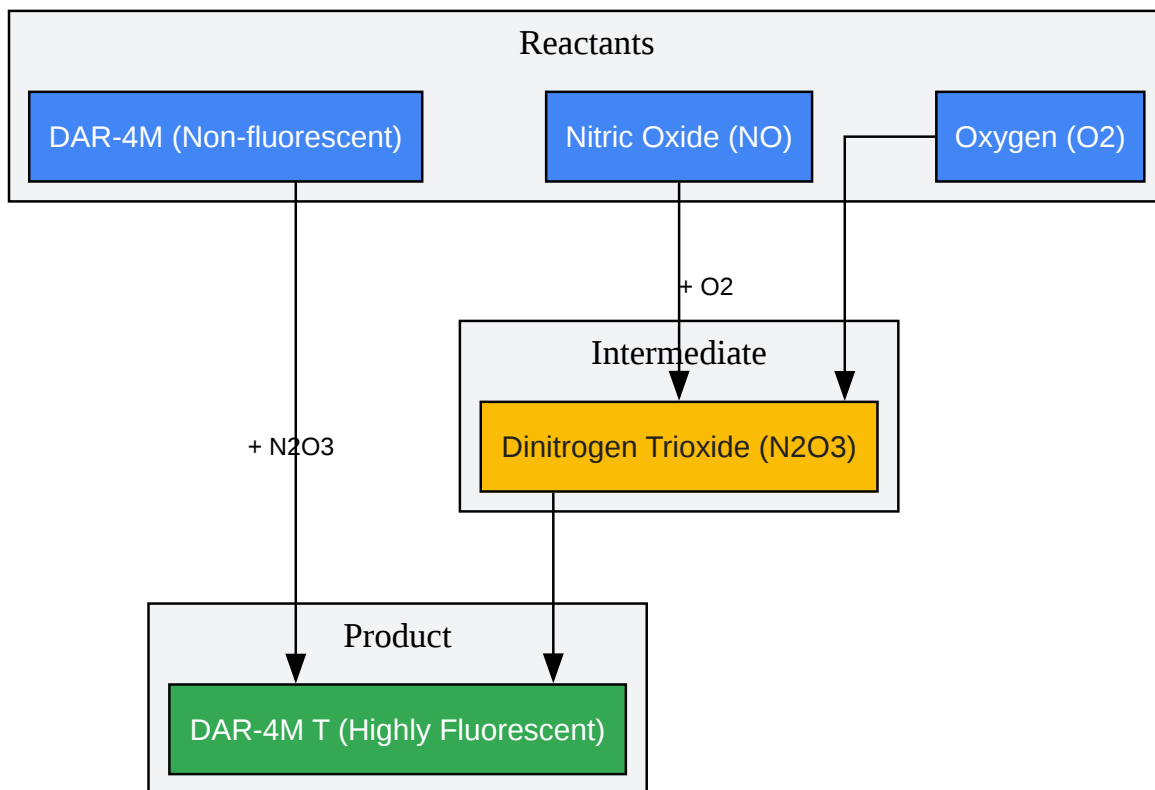 Reactants
DAR-4M (Non-fluorescent)
Nitric Oxide (NO)
Oxygen (O2)
+ O2
Intermediate
Dinitrogen Trioxide (N2O3)
+ N2O3
Product
DAR-4M T (Highly Fluorescent)